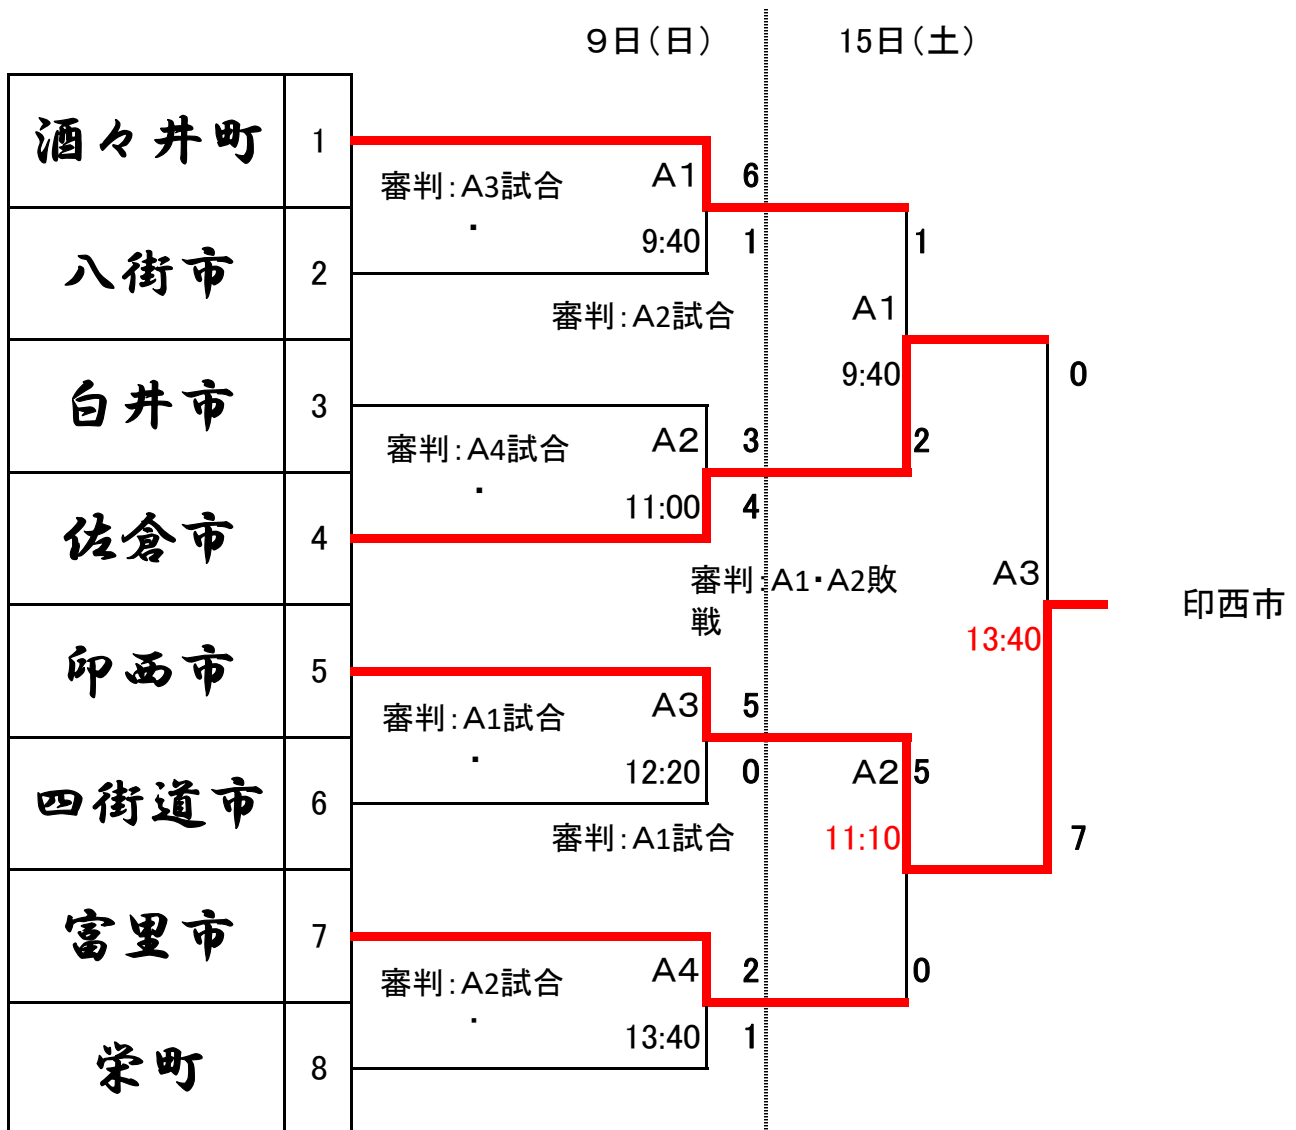 ９日（日）
15日（土）
酒々井町 1
審判：A3試合
・
A1 6
9:40 1
八街市 2
審判：A2試合
1
A1
9:40
2
0
白井市 3
審判：A4試合
・
A2 3
11:00 4
佐倉市 4
審判：A1・A2敗
戦
A3
13:40
印西市
印西市 5
審判：A1試合
・
A3 5
12:20 0
四街道市 6
審判：A1試合
A2 5
11:10
7
0
富里市 7
審判：A2試合
・
A4 2
13:40 1
栄町 8